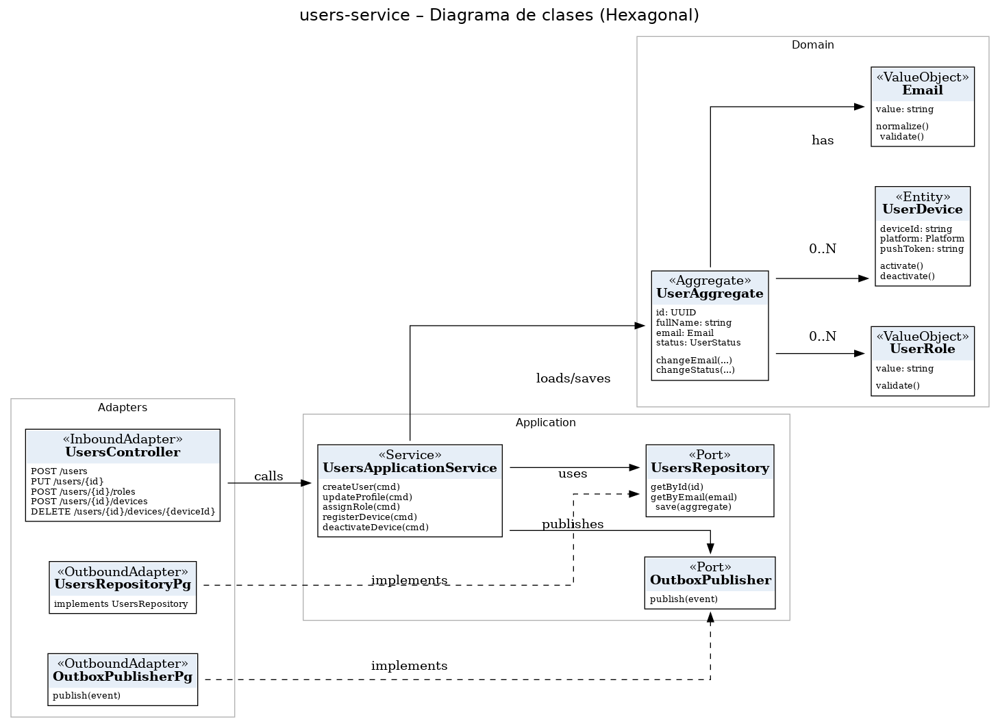 users-service – Diagrama de clases (Hexagonal)
Domain
«ValueObject»
Email
value: string
normalize()
validate()
has
«Entity»
UserDevice
deviceId: string
platform: Platform
pushToken: string
activate()
deactivate()
0..N
«Aggregate»
UserAggregate
id: UUID
fullName: string
email: Email
status: UserStatus
changeEmail(...)
changeStatus(...)
0..N
«ValueObject»
UserRole
value: string
validate()
loads/saves
Adapters
«InboundAdapter»
UsersController
POST /users
PUT /users/{id}
POST /users/{id}/roles
POST /users/{id}/devices
DELETE /users/{id}/devices/{deviceId}
calls
Application
«Service»
UsersApplicationService
createUser(cmd)
updateProfile(cmd)
assignRole(cmd)
registerDevice(cmd)
deactivateDevice(cmd)
uses
«Port»
UsersRepository
getById(id)
getByEmail(email)
save(aggregate)
publishes
«Port»
OutboxPublisher
publish(event)
«OutboundAdapter»
UsersRepositoryPg
implements UsersRepository
implements
«OutboundAdapter»
OutboxPublisherPg
publish(event)
implements